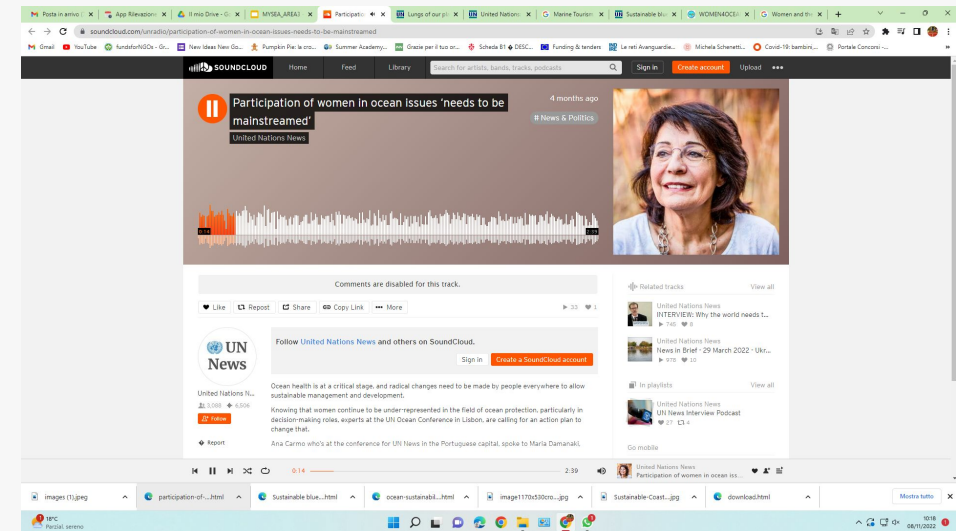 Posta in arrivo (
App Rilevazione
Il mio Drive - G
MYSEA_AREA3
Participatio
Lungs of our pl
United Nations
Marine Tourism
Sustainable blu
WOMEN4OCEA
Women and the
soundcloud.com/unradio/participation-of-women-in-ocean-issues-needs-to-be-mainstreamed
Gmail
YouTube
fundsforNGOs - Gr...
New Ideas New Go...
Pumpkin Pie: la cro...
Summer Academy...
Grazie per il tuo or...
Scheda B1 � DESC...
Funding & tenders
Le reti Avanguardie...
Michela Schenetti...
Covid-19: bambini,...
Portale Concorsi -...
SOUNDCLOUD
Home
Feed
Library
Search for artists, bands, tracks, podcasts
Sign in
Create account
Upload
Participation of women in ocean issues ‘needs to be
mainstreamed’
United Nations News
4 months ago
# News & Politics
0:14
2:39
Comments are disabled for this track.
Like
Repost
Share
Copy Link
More
33
1
UN
News
United Nations N...
3,088
6,506
Follow
Report
Follow United Nations News and others on SoundCloud.
Sign in
Create a SoundCloud account
Ocean health is at a critical stage, and radical changes need to be made by people everywhere to allow
sustainable management and development.
Knowing that women continue to be under-represented in the field of ocean protection, particularly in
decision-making roles, experts at the UN Ocean Conference in Lisbon, are calling for an action plan to
change that.
Ana Carmo who's at the conference for UN News in the Portuguese capital, spoke to Maria Damanaki.
Related tracks
View all
United Nations News
INTERVIEW: Why the world needs t...
United Nations News
News in Brief - 29 March 2022 - Ukr...
978
10
In playlists
View all
United Nations News
UN News Interview Podcast
27
4
Go mobile
0:14
2:39
United Nations News
Participation of women in ocean iss...
images (1).jpeg
participation-of-....html
Sustainable blue....html
ocean-sustainabil....html
image1170x530cro....jpg
Sustainable-Coast....jpg
download.html
Mostra tutto
18°C
Parzial. sereno
10:18
08/11/2022